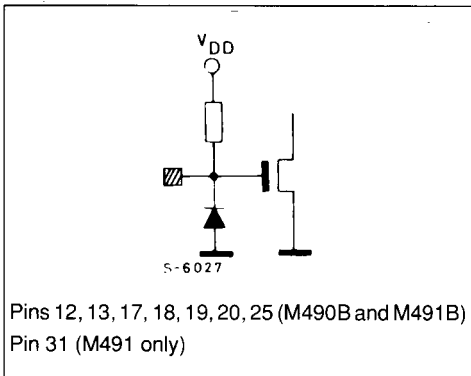 VDD
S-6027
Pins 12, 13, 17, 18, 19, 20, 25 (M490B and M491B)
Pin 31 (M491 only)